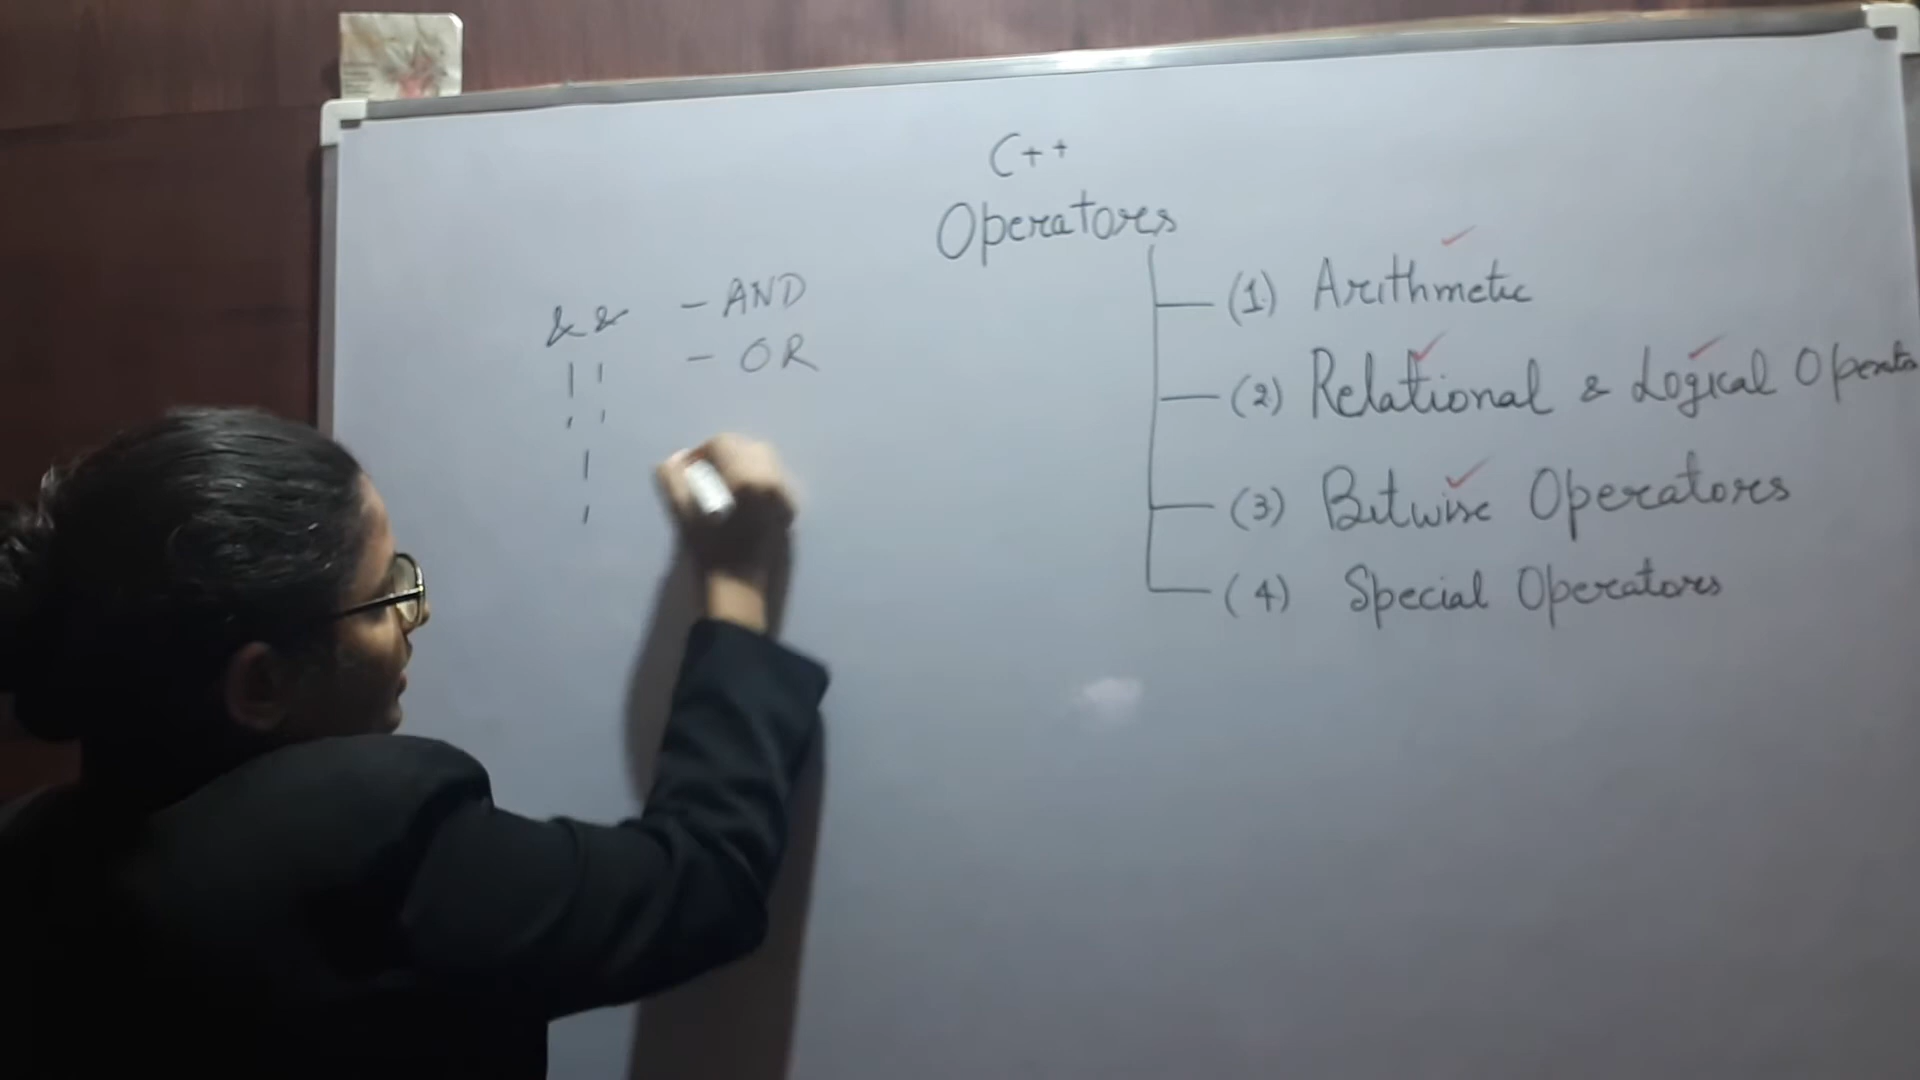 C++
Operators
&& - AND
|| - OR
!
(1) Arithmetic
(2) Relational & Logical Operato
(3) Bitwise Operators
(4) Special Operators